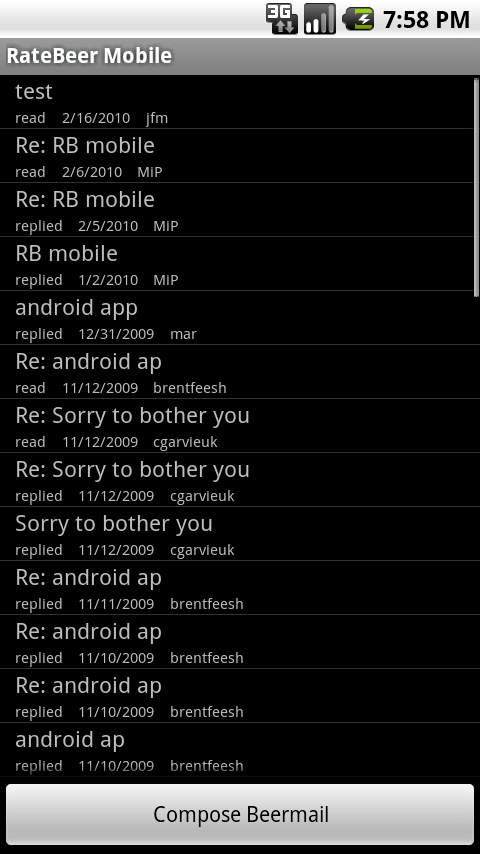 3G 7:58 PM
RateBeer Mobile
test
read 2/16/2010 jfm
Re: RB mobile
read 2/6/2010 MiP
Re: RB mobile
replied 2/5/2010 MiP
RB mobile
replied 1/2/2010 MiP
android app
replied 12/31/2009 mar
Re: android ap
read 11/12/2009 brentfeesh
Re: Sorry to bother you
read 11/12/2009 cgarvieuk
Re: Sorry to bother you
replied 11/12/2009 cgarvieuk
Sorry to bother you
replied 11/12/2009 cgarvieuk
Re: android ap
replied 11/11/2009 brentfeesh
Re: android ap
replied 11/10/2009 brentfeesh
Re: android ap
replied 11/10/2009 brentfeesh
android ap
replied 11/10/2009 brentfeesh
Compose Beermail